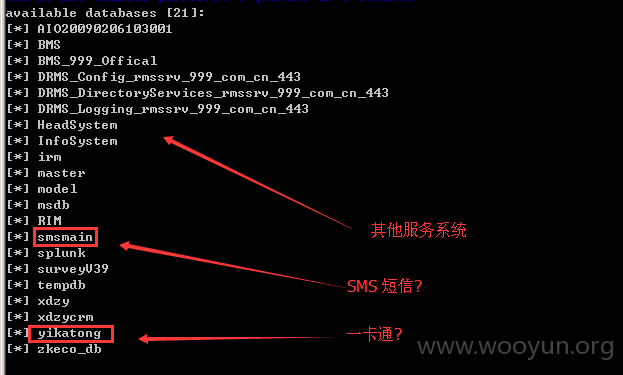 available databases [21]:
[*] AIO20090206103001
[*] BMS
[*] BMS_999_Offical
[*] DRMS_Config_rmssrv_999_com_cn_443
[*] DRMS_DirectoryServices_rmssrv_999_com_cn_443
[*] DRMS_Logging_rmssrv_999_com_cn_443
[*] HeadSystem
[*] InfoSystem
[*] irm
[*] master
[*] model
[*] msdb
[*] RIM
其他服务系统
[*] smsmain
[*] splunk
[*] surveyV39
SMS 短信?
[*] tempdb
[*] xdzy
[*] xdzycrm
[*] yikatong
一卡通?
[*] zkeco_db
www.wooyun.org